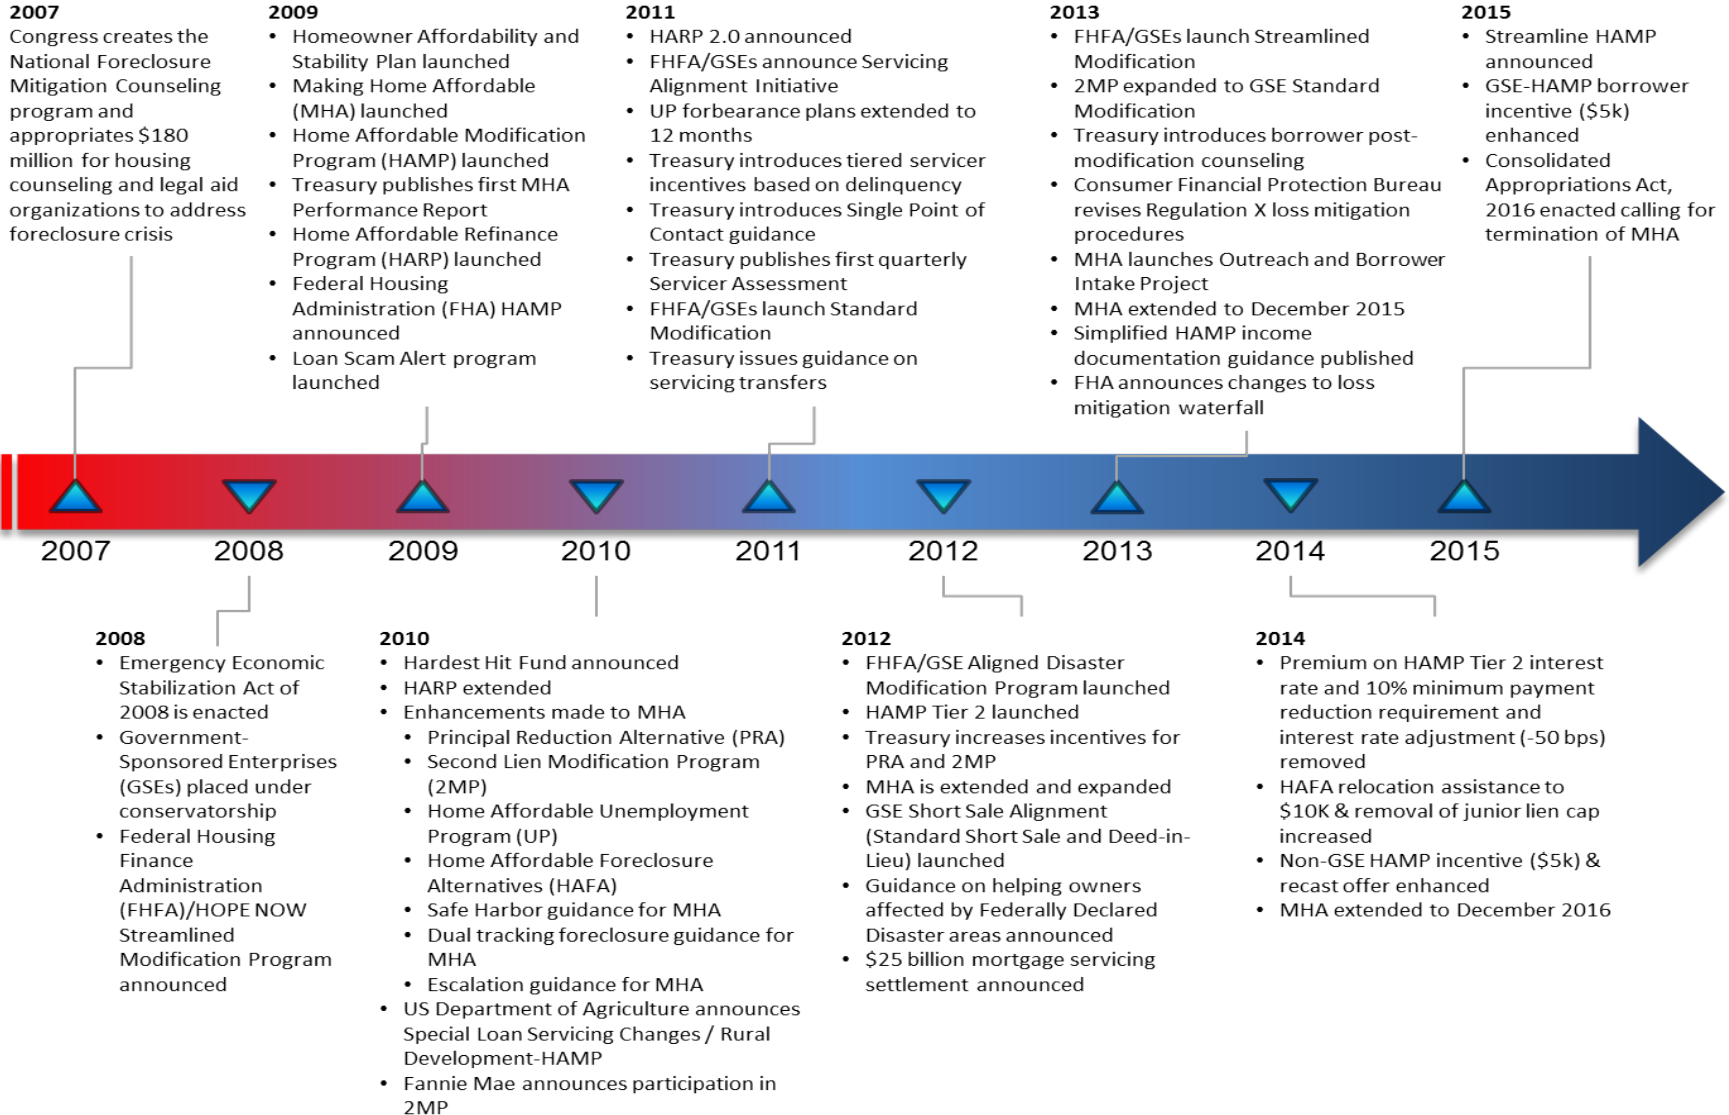 2007
Congress creates the
National Foreclosure
Mitigation Counseling
program and
appropriates $180
million for housing
counseling and legal aid
organizations to address
foreclosure crisis
2009
• Homeowner Affordability and
Stability Plan launched
• Making Home Affordable
(MHA) launched
• Home Affordable Modification
Program (HAMP) launched
• Treasury publishes first MHA
Performance Report
• Home Affordable Refinance
Program (HARP) launched
• Federal Housing
Administration (FHA) HAMP
announced
• Loan Scam Alert program
launched
2011
• HARP 2.0 announced
• FHFA/GSEs announce Servicing
Alignment Initiative
• UP forbearance plans extended to
12 months
• Treasury introduces tiered servicer
incentives based on delinquency
• Treasury introduces Single Point of
Contact guidance
• Treasury publishes first quarterly
Servicer Assessment
• FHFA/GSEs launch Standard
Modification
• Treasury issues guidance on
servicing transfers
2013
• FHFA/GSEs launch Streamlined
Modification
• 2MP expanded to GSE Standard
Modification
• Treasury introduces borrower post-
modification counseling
• Consumer Financial Protection Bureau
revises Regulation X loss mitigation
procedures
• MHA launches Outreach and Borrower
Intake Project
• MHA extended to December 2015
• Simplified HAMP income
documentation guidance published
• FHA announces changes to loss
mitigation waterfall
2015
• Streamline HAMP
announced
• GSE-HAMP borrower
incentive ($5k)
enhanced
• Consolidated
Appropriations Act,
2016 enacted calling for
termination of MHA
2007
2008
2009
2010
2011
2012
2013
2014
2015
2008
• Emergency Economic
Stabilization Act of
2008 is enacted
• Government-
Sponsored Enterprises
(GSEs) placed under
conservatorship
• Federal Housing
Finance
Administration
(FHFA)/HOPE NOW
Streamlined
Modification Program
announced
2010
• Hardest Hit Fund announced
• HARP extended
• Enhancements made to MHA
• Principal Reduction Alternative (PRA)
• Second Lien Modification Program
(2MP)
• Home Affordable Unemployment
Program (UP)
• Home Affordable Foreclosure
Alternatives (HAFA)
• Safe Harbor guidance for MHA
• Dual tracking foreclosure guidance for
MHA
• Escalation guidance for MHA
• US Department of Agriculture announces
Special Loan Servicing Changes / Rural
Development-HAMP
• Fannie Mae announces participation in
2MP
2012
• FHFA/GSE Aligned Disaster
Modification Program launched
• HAMP Tier 2 launched
• Treasury increases incentives for
PRA and 2MP
• MHA is extended and expanded
• GSE Short Sale Alignment
(Standard Short Sale and Deed-in-
Lieu) launched
• Guidance on helping owners
affected by Federally Declared
Disaster areas announced
• $25 billion mortgage servicing
settlement announced
2014
• Premium on HAMP Tier 2 interest
rate and 10% minimum payment
reduction requirement and
interest rate adjustment (-50 bps)
removed
• HAFA relocation assistance to
$10K & removal of junior lien cap
increased
• Non-GSE HAMP incentive ($5k) &
recast offer enhanced
• MHA extended to December 2016